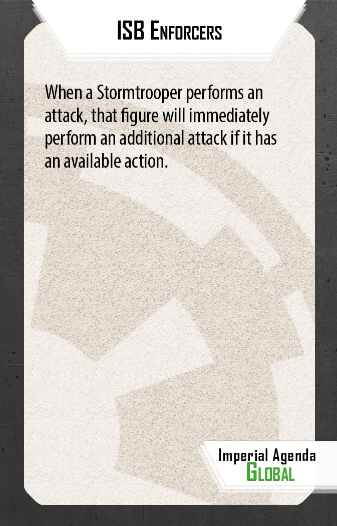 ISB ENFORCERS
When a Stormtrooper performs an
attack, that figure will immediately
perform an additional attack if it has
an available action.
Imperial Agenda
GLOBAL